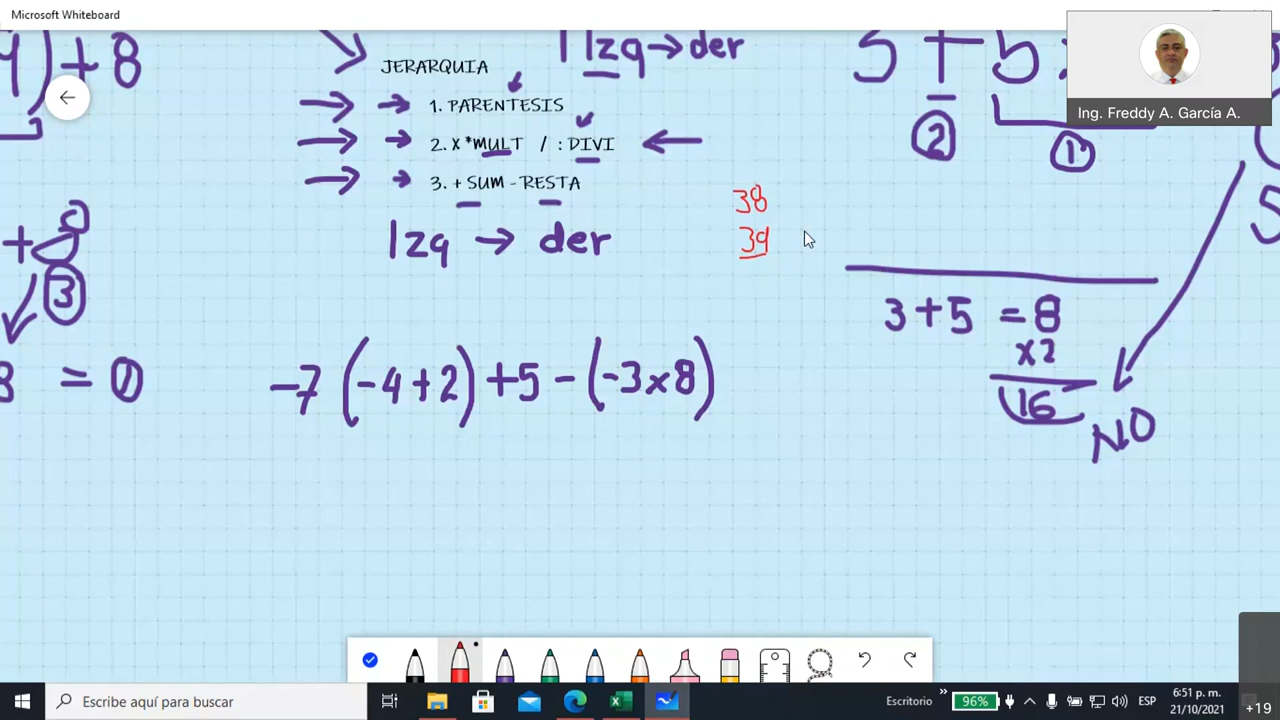 Microsoft Whiteboard
4)+8
Izq → der
JERARQUIA
→ → 1. PARENTESIS
→ → 2. X *MULT / : DIVI ←
→ → 3. + SUM - RESTA
Izq → der
38
39
+
3
= 0
-7 (-4+2) +5 - (-3x8)
5 + 5
2
1
5
3+5 = 8
x2
16
NO
Ing. Freddy A. García A.
Escribe aquí para buscar
Escritorio
96%
ESP
6:51 p. m.
21/10/2021
+19